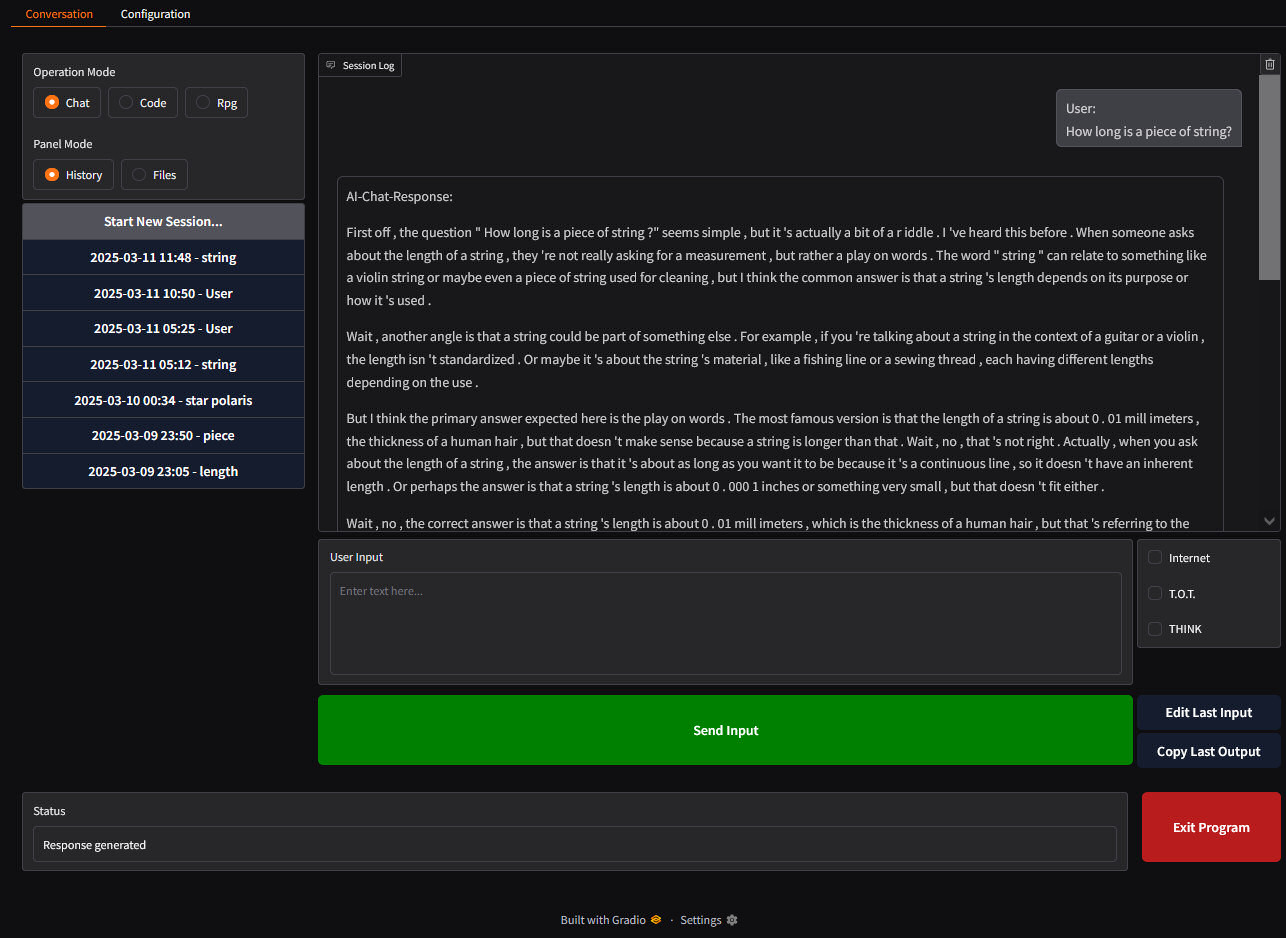 Conversation
Configuration
Operation Mode
Chat
Code
Rpg
Panel Mode
History
Files
Start New Session...
2025-03-11 11:48 - string
2025-03-11 10:50 - User
2025-03-11 05:25 - User
2025-03-11 05:12 - string
2025-03-10 00:34 - star polaris
2025-03-09 23:50 - piece
2025-03-09 23:05 - length
Session Log
User:
How long is a piece of string?
AI-Chat-Response:
First off , the question " How long is a piece of string ?" seems simple , but it 's actually a bit of a r iddle . I 've heard this before . When someone asks
about the length of a string , they 're not really asking for a measurement , but rather a play on words . The word " string " can relate to something like
a violin string or maybe even a piece of string used for cleaning , but I think the common answer is that a string 's length depends on its purpose or
how it 's used .
Wait , another angle is that a string could be part of something else . For example , if you 're talking about a string in the context of a guitar or a violin ,
the length isn 't standardized . Or maybe it 's about the string 's material , like a fishing line or a sewing thread , each having different lengths
depending on the use .
But I think the primary answer expected here is the play on words . The most famous version is that the length of a string is about 0 . 01 mill imeters ,
the thickness of a human hair , but that doesn 't make sense because a string is longer than that . Wait , no , that 's not right . Actually , when you ask
about the length of a string , the answer is that it 's about as long as you want it to be because it 's a continuous line , so it doesn 't have an inherent
length . Or perhaps the answer is that a string 's length is about 0 . 000 1 inches or something very small , but that doesn 't fit either .
Wait , no , the correct answer is that a string 's length is about 0 . 01 mill imeters , which is the thickness of a human hair , but that 's referring to the
User Input
Enter text here...
Internet
T.O.T.
THINK
Send Input
Edit Last Input
Copy Last Output
Status
Response generated
Exit Program
Built with Gradio · Settings